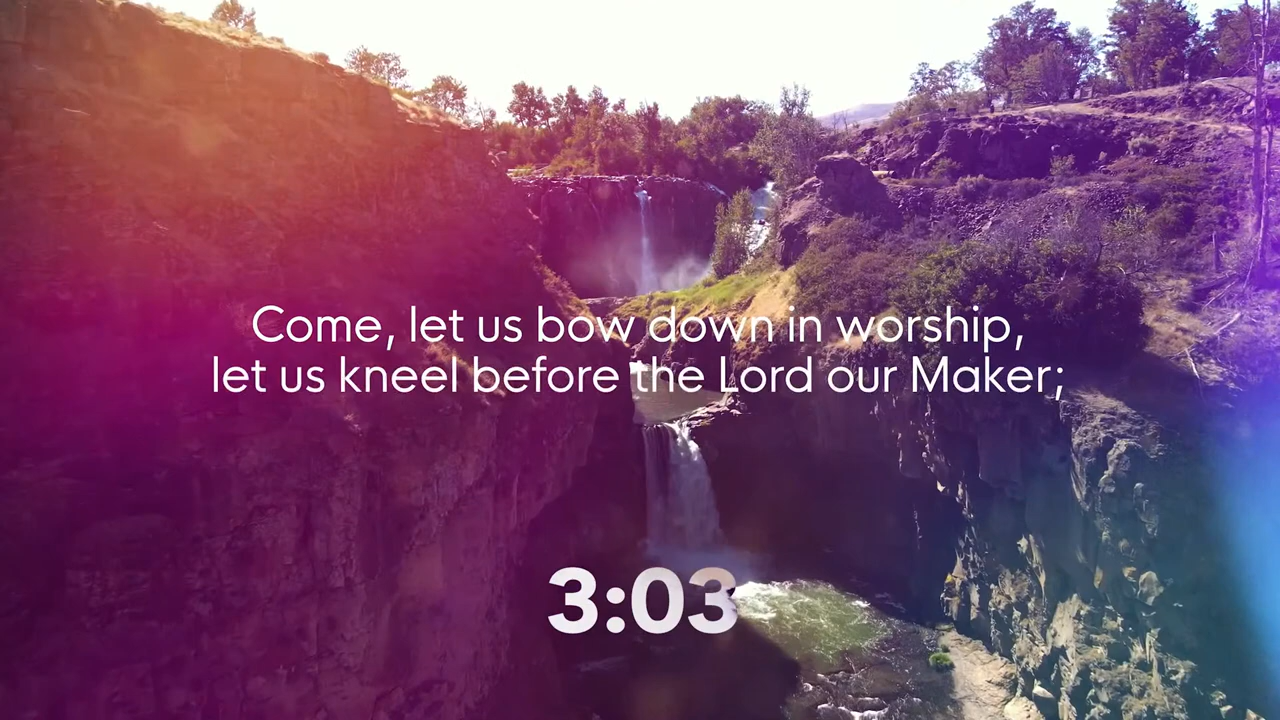 Come, let us bow down in worship,
let us kneel before the Lord our Maker;
3:03